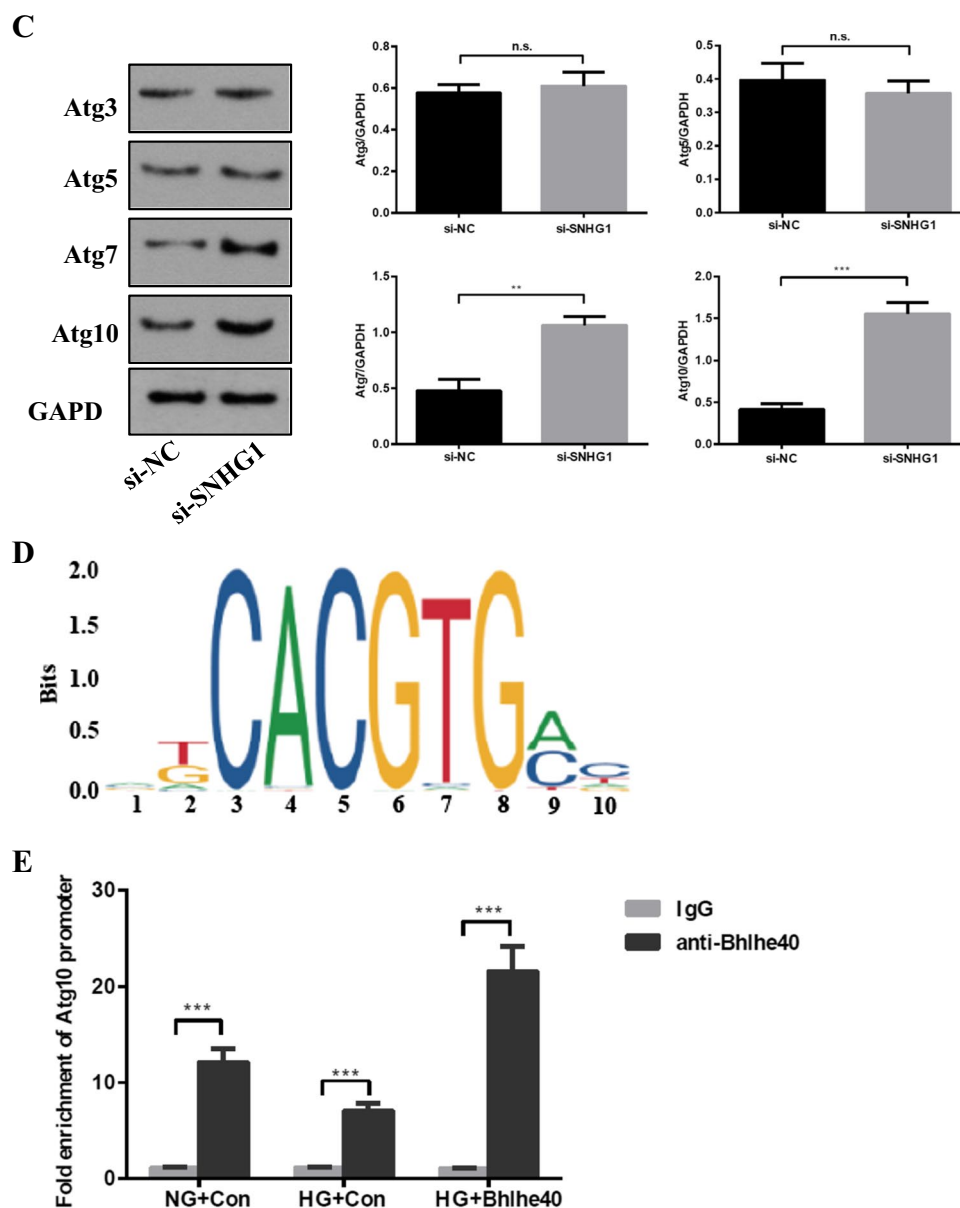 C
Atg3
Atg5
Atg7
Atg10
GAPD
si-NC
si-SNHG1
Atg3/GAPDH
0.8
0.6
0.4
0.2
0.0
n.s.
si-NC
si-SNHG1
Atg5/GAPDH
0.5
0.4
0.3
0.2
0.1
0.0
n.s.
si-NC
si-SNHG1
Atg7/GAPDH
1.5
1.0
0.5
0.0
**
si-NC
si-SNHG1
Atg10/GAPDH
2.0
1.5
1.0
0.5
0.0
***
si-NC
si-SNHG1
D
Bits
2.0
1.5
1.0
0.5
0.0
CACGTG
T
G
A
A
C
C
1 2 3 4 5 6 7 8 9 10
E
Fold enrichment of Atg10 promoter
30
20
10
0
***
***
***
NG+Con
HG+Con
HG+Bhlhe40
IgG
anti-Bhlhe40